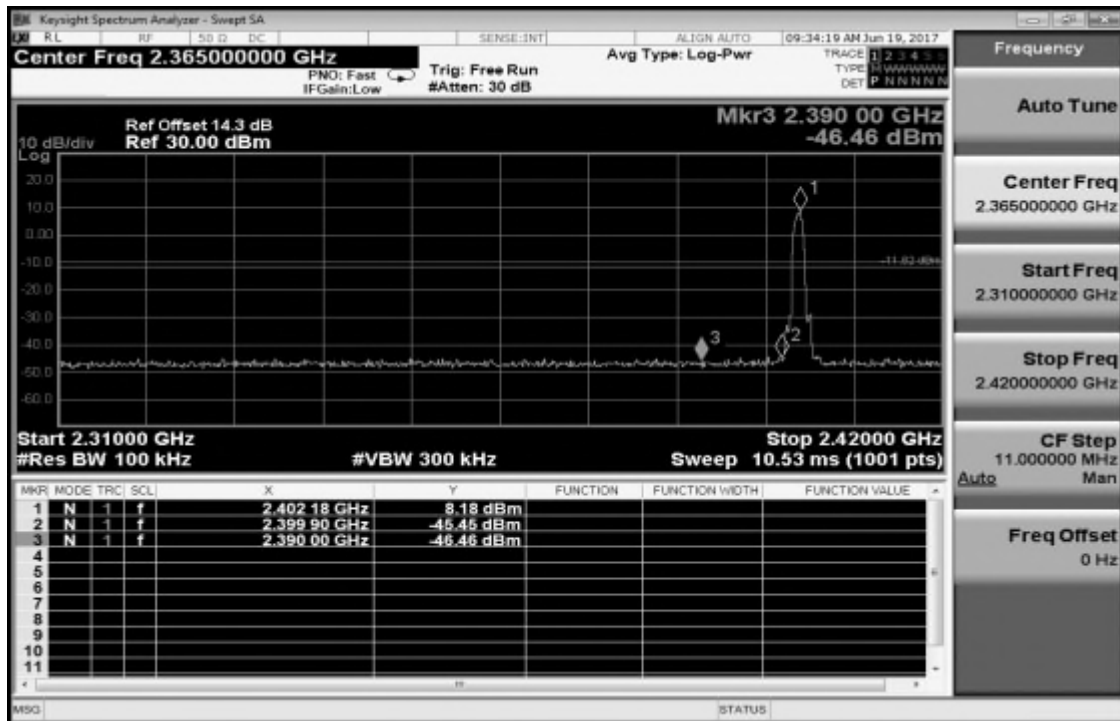 Keysight Spectrum Analyzer - Swept SA
RL RF 50 Ω DC SENSE:INT ALIGN AUTO 09:34:19 AM Jun 19, 2017
Center Freq 2.365000000 GHz
PNO: Fast
IFGain:Low
Trig: Free Run
#Atten: 30 dB
Avg Type: Log-Pwr
TRACE 1 2 3 4 5 6
TYPE M WWWWW
DET P N N N N N
Ref Offset 14.3 dB
Ref 30.00 dBm
10 dB/div
Log
Mkr3 2.390 00 GHz
-46.46 dBm
20.0
10.0
0.00
-10.0
-20.0
-30.0
-40.0
-50.0
-60.0
1
2
3
-11.82 dBm
Start 2.31000 GHz
Stop 2.42000 GHz
#Res BW 100 kHz
#VBW 300 kHz
Sweep 10.53 ms (1001 pts)
MKR MODE TRC SCL X Y FUNCTION FUNCTION WIDTH FUNCTION VALUE
1 N 1 f 2.402 18 GHz 8.18 dBm
2 N 1 f 2.399 90 GHz -45.45 dBm
3 N 1 f 2.390 00 GHz -46.46 dBm
4
5
6
7
8
9
10
11
MSG
STATUS
Frequency
Auto Tune
Center Freq
2.365000000 GHz
Start Freq
2.310000000 GHz
Stop Freq
2.420000000 GHz
CF Step
11.000000 MHz
Auto Man
Freq Offset
0 Hz